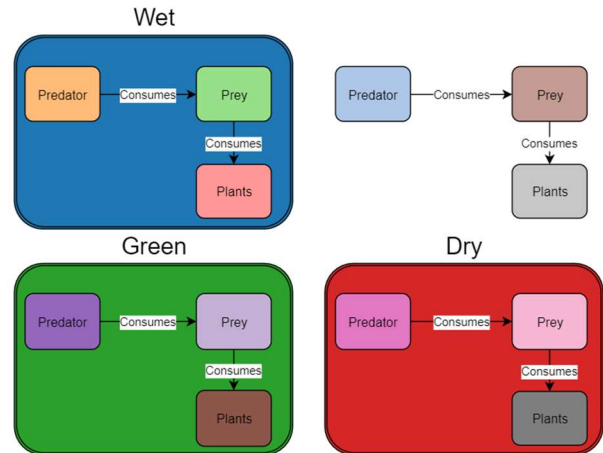 Wet
Predator
Consumes
Prey
Consumes
Plants
Predator
Consumes
Prey
Consumes
Plants
Green
Predator
Consumes
Prey
Consumes
Plants
Dry
Predator
Consumes
Prey
Consumes
Plants